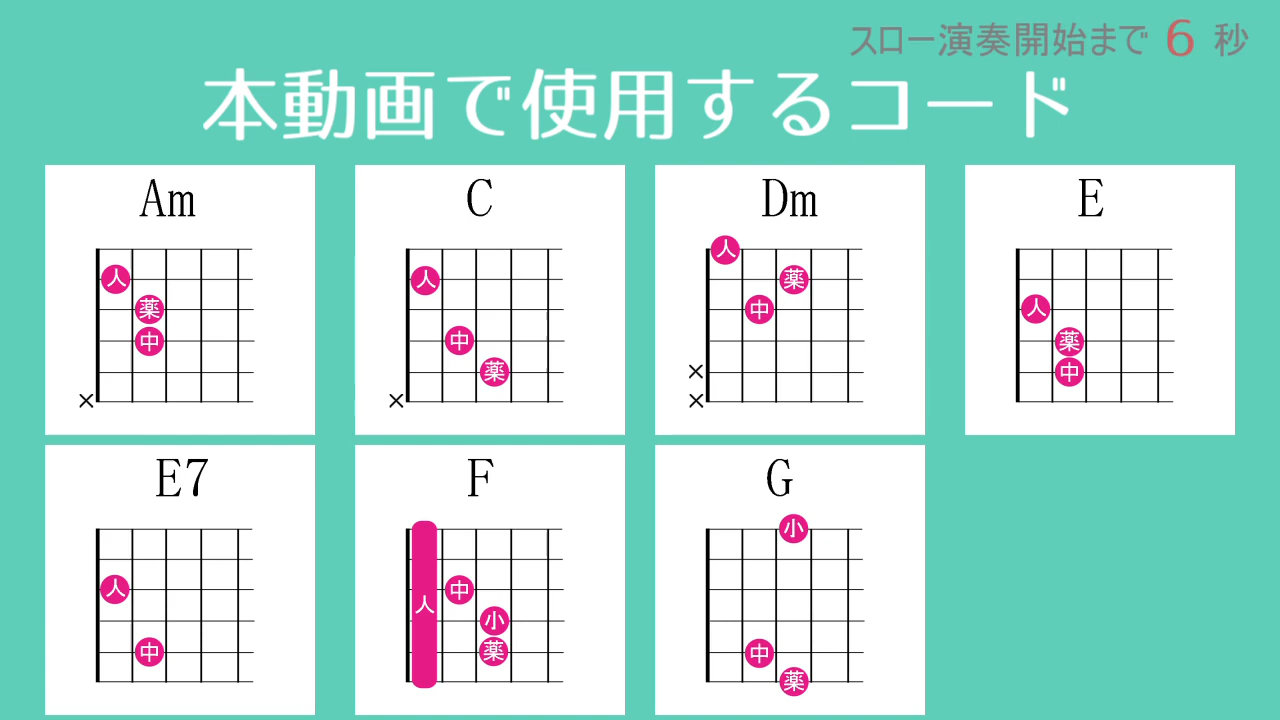 スロー演奏開始まで 6 秒
本動画で使用するコード
Am
人
薬
中
×
C
人
中
薬
×
Dm
人
薬
中
×
×
E
人
薬
中
E7
人
中
F
人
中
小
薬
G
小
中
薬